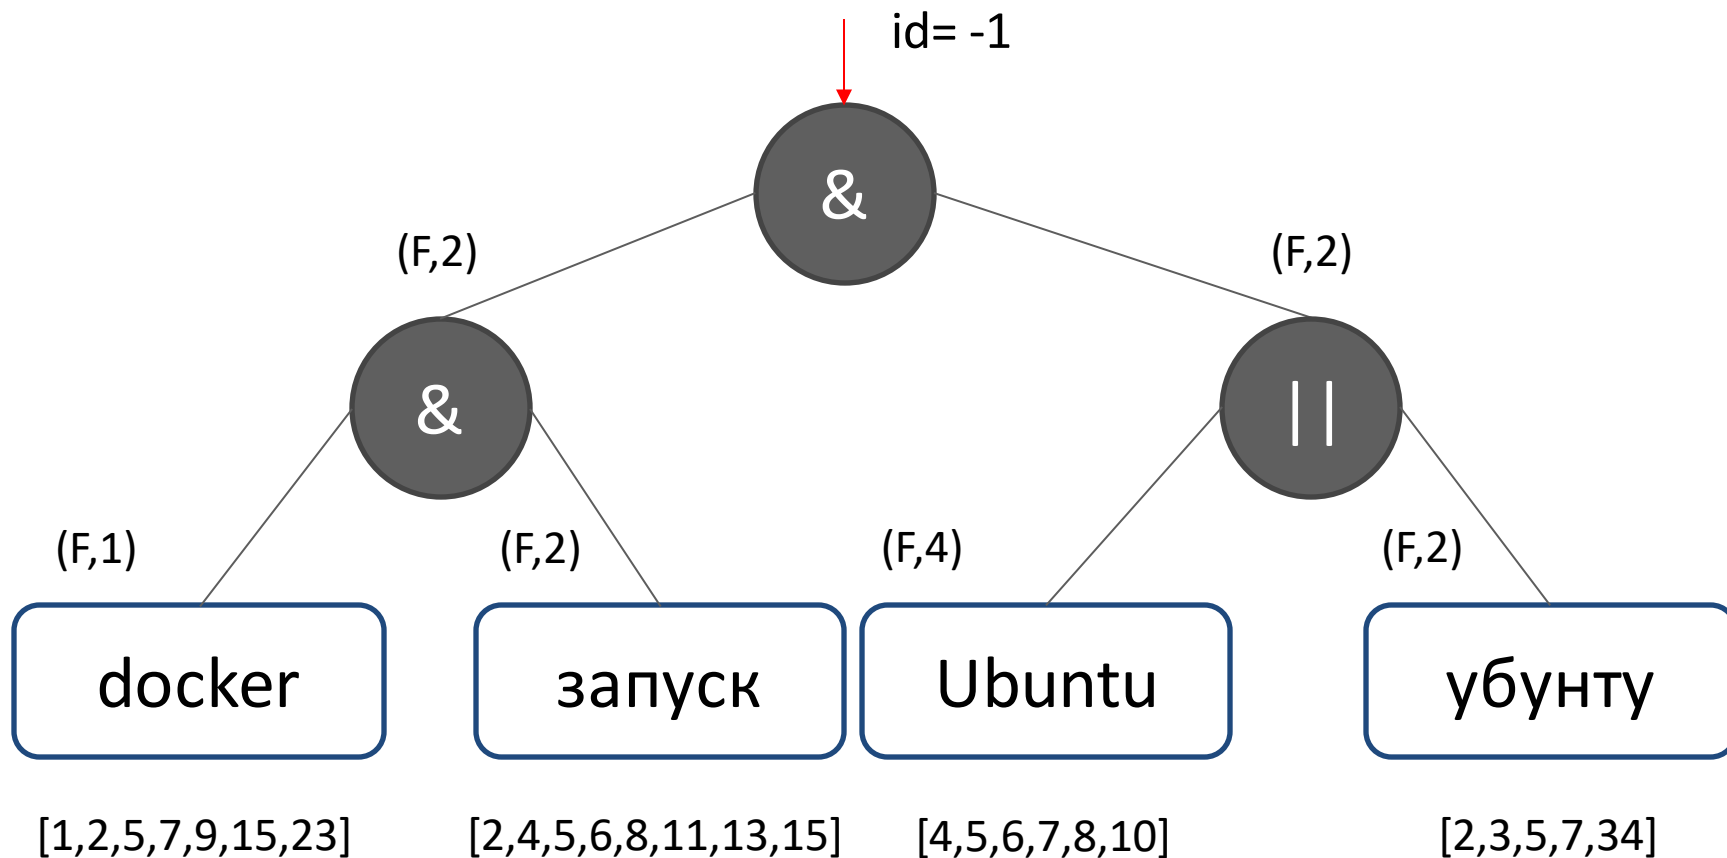 id= -1
&
(F,2)
(F,2)
&
||
(F,1)
(F,2)
(F,4)
(F,2)
docker
запуск
Ubuntu
убунту
[1,2,5,7,9,15,23]
[2,4,5,6,8,11,13,15]
[4,5,6,7,8,10]
[2,3,5,7,34]